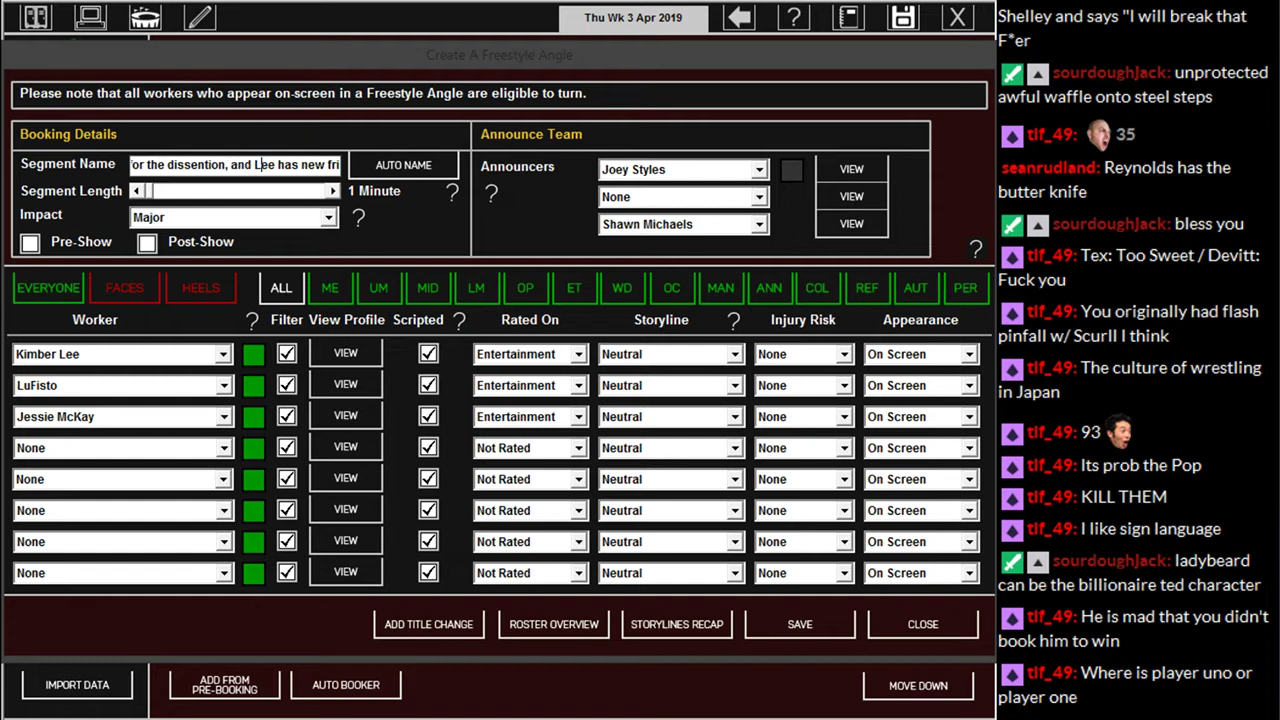 Thu Wk 3 Apr 2019
?
X
Create A Freestyle Angle
Please note that all workers who appear on-screen in a Freestyle Angle are eligible to turn.
Booking Details
Segment Name
or the dissention, and Lee has new fri
AUTO NAME
Segment Length
1 Minute
?
Impact
Major
?
Pre-Show
Post-Show
Announce Team
Announcers
?
Joey Styles
VIEW
None
VIEW
Shawn Michaels
VIEW
?
EVERYONE FACES HEELS ALL ME UM MID LM OP ET WD OC MAN ANN COL REF AUT PER
Worker ? Filter View Profile Scripted ? Rated On Storyline ? Injury Risk Appearance
Kimber Lee VIEW Entertainment Neutral None On Screen
LuFisto VIEW Entertainment Neutral None On Screen
Jessie McKay VIEW Entertainment Neutral None On Screen
None VIEW Not Rated Neutral None On Screen
None VIEW Not Rated Neutral None On Screen
None VIEW Not Rated Neutral None On Screen
None VIEW Not Rated Neutral None On Screen
None VIEW Not Rated Neutral None On Screen
ADD TITLE CHANGE ROSTER OVERVIEW STORYLINES RECAP SAVE CLOSE
IMPORT DATA
ADD FROM
PRE-BOOKING
AUTO BOOKER
MOVE DOWN
Shelley and says "I will break that
F*er
sourdoughjack: unprotected
awful waffle onto steel steps
tlf_49: 35
seanrudland: Reynolds has the
butter knife
sourdoughjack: bless you
tlf_49: Tex: Too Sweet / Devitt:
Fuck you
tlf_49: You originally had flash
pinfall w/ Scurll I think
tlf_49: The culture of wrestling
in Japan
tlf_49: 93
tlf_49: Its prob the Pop
tlf_49: KILL THEM
tlf_49: I like sign language
sourdoughjack: ladybeard
can be the billionaire ted character
tlf_49: He is mad that you didn't
book him to win
tlf_49: Where is player uno or
player one